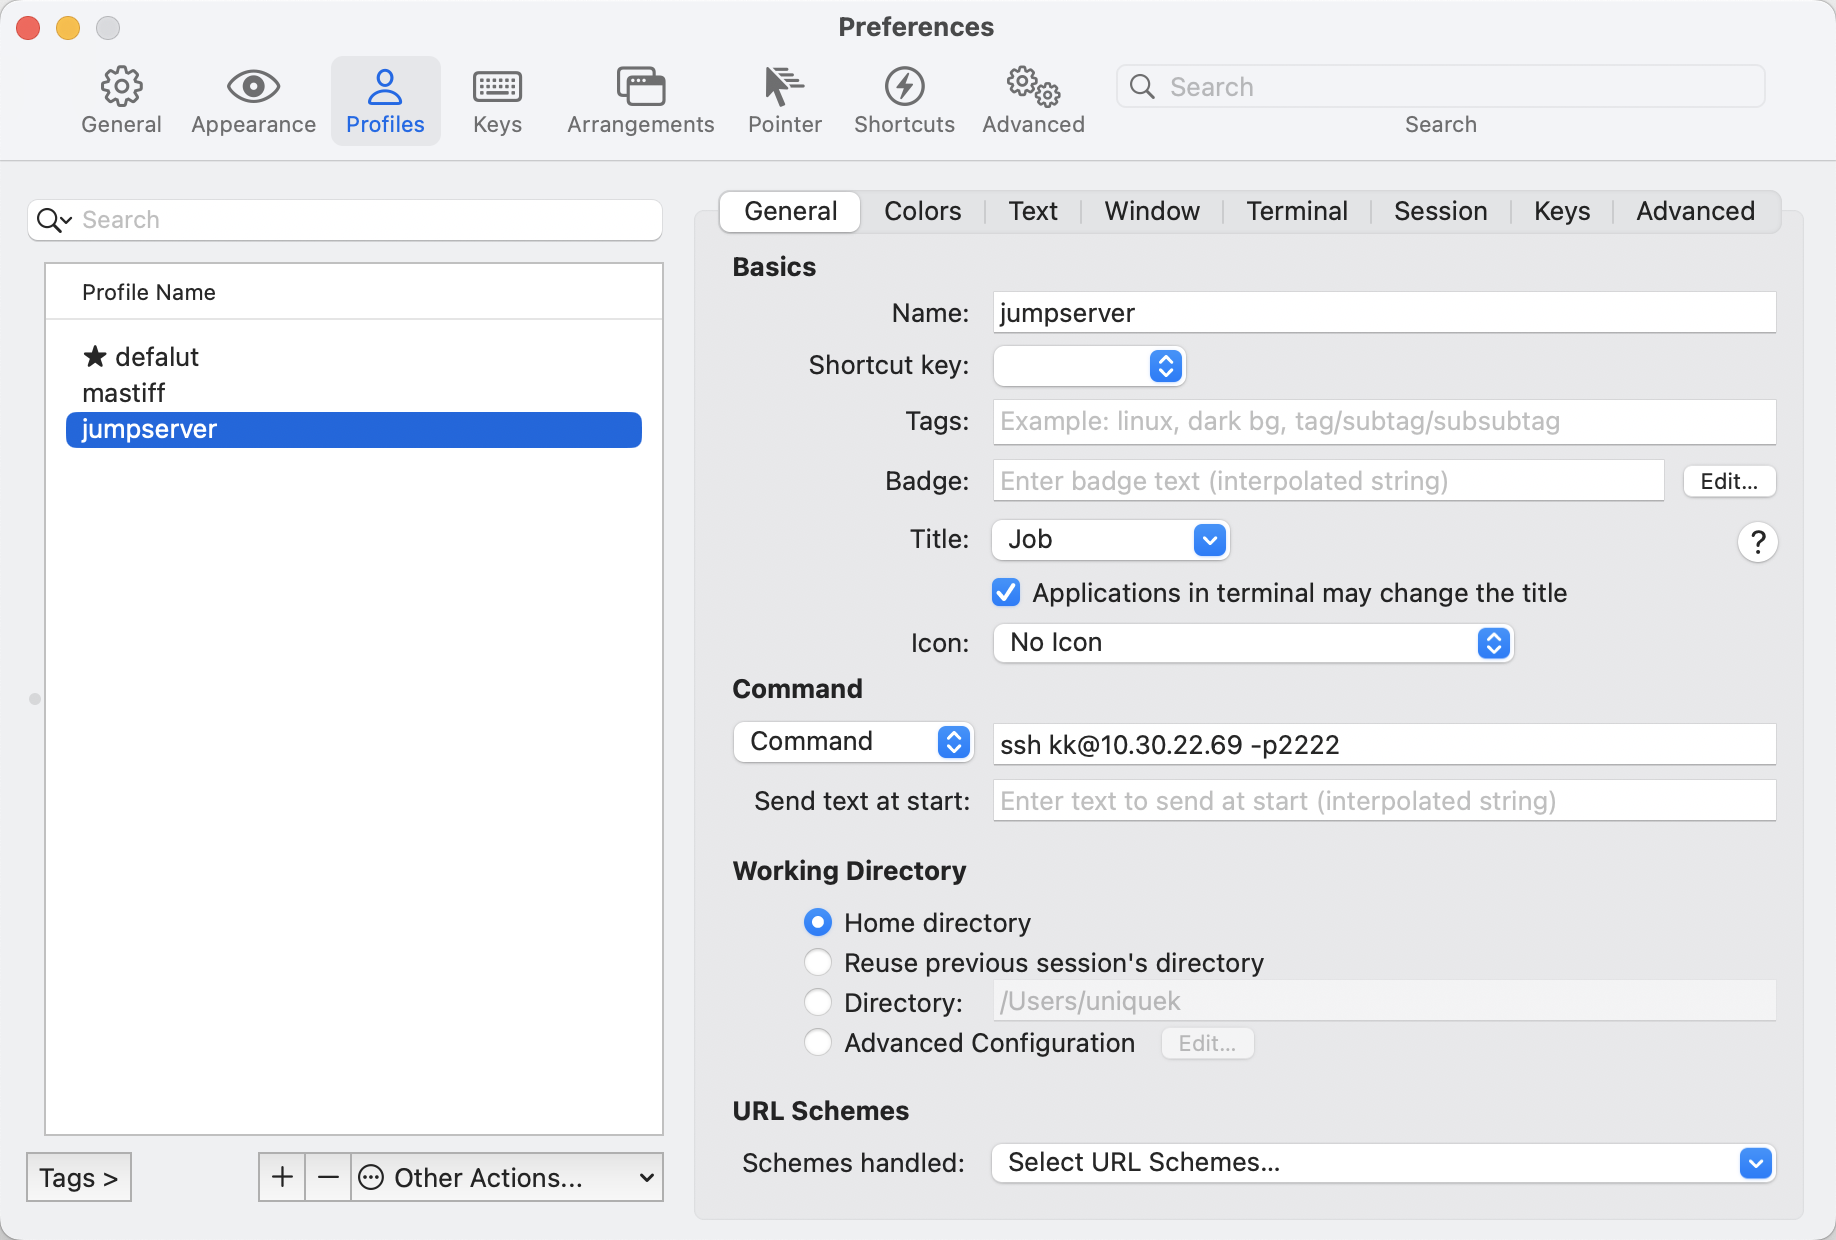 Preferences
General
Appearance
Profiles
Keys
Arrangements
Pointer
Shortcuts
Advanced
Search
Search
Search
Profile Name
★ defalut
mastiff
jumpserver
Tags >
+
−
Other Actions...
General
Colors
Text
Window
Terminal
Session
Keys
Advanced
Basics
Name: jumpserver
Shortcut key:
Tags: Example: linux, dark bg, tag/subtag/subsubtag
Badge: Enter badge text (interpolated string) Edit...
Title: Job ?
Applications in terminal may change the title
Icon: No Icon
Command
Command ssh kk@10.30.22.69 -p2222
Send text at start: Enter text to send at start (interpolated string)
Working Directory
Home directory
Reuse previous session's directory
Directory: /Users/uniquek
Advanced Configuration Edit...
URL Schemes
Schemes handled: Select URL Schemes...